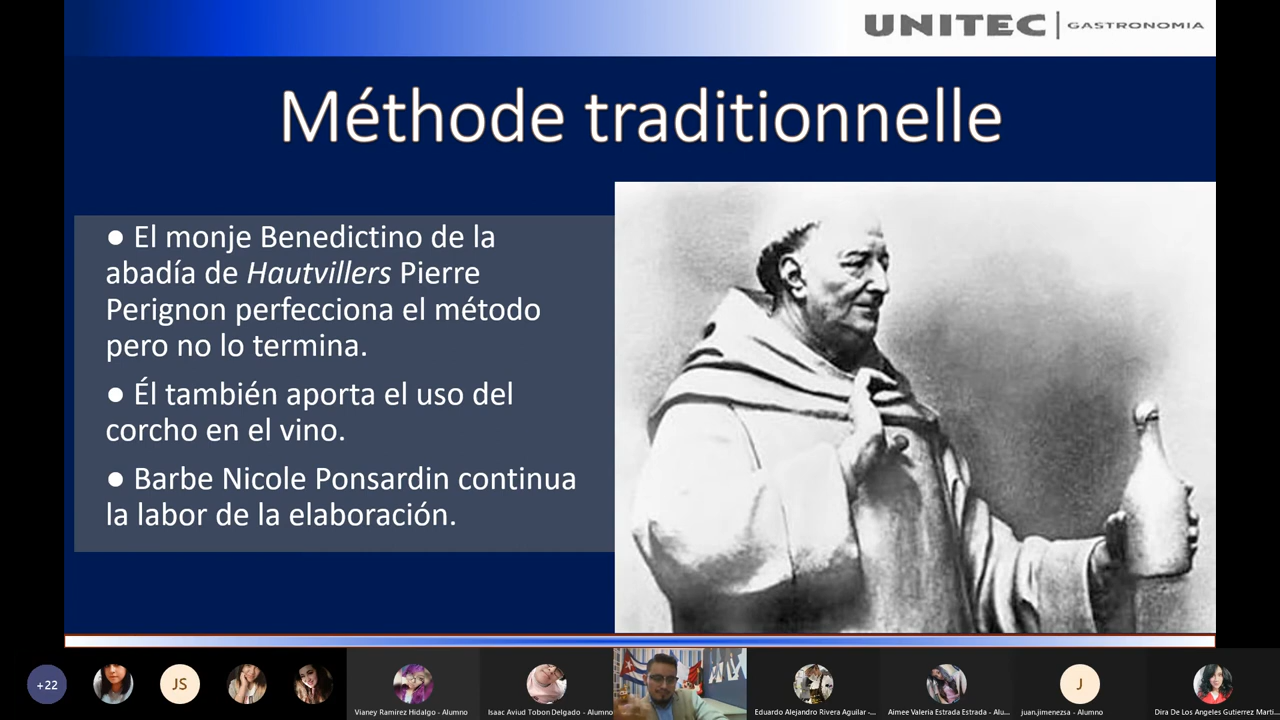 UNITEC | GASTRONOMIA
Méthode traditionnelle
● El monje Benedictino de la
abadía de Hautvillers Pierre
Perignon perfecciona el método
pero no lo termina.
● Él también aporta el uso del
corcho en el vino.
● Barbe Nicole Ponsardin continua
la labor de la elaboración.
+22
JS
J
Vianey Ramirez Hidalgo - Alumno
Isaac Aviud Tobon Delgado - Alumno
Eduardo Alejandro Rivera Aguilar -...
Aimee Valeria Estrada Estrada - Alu...
juan.jimenezsa - Alumno
Dira De Los Angeles Gutierrez Marti...